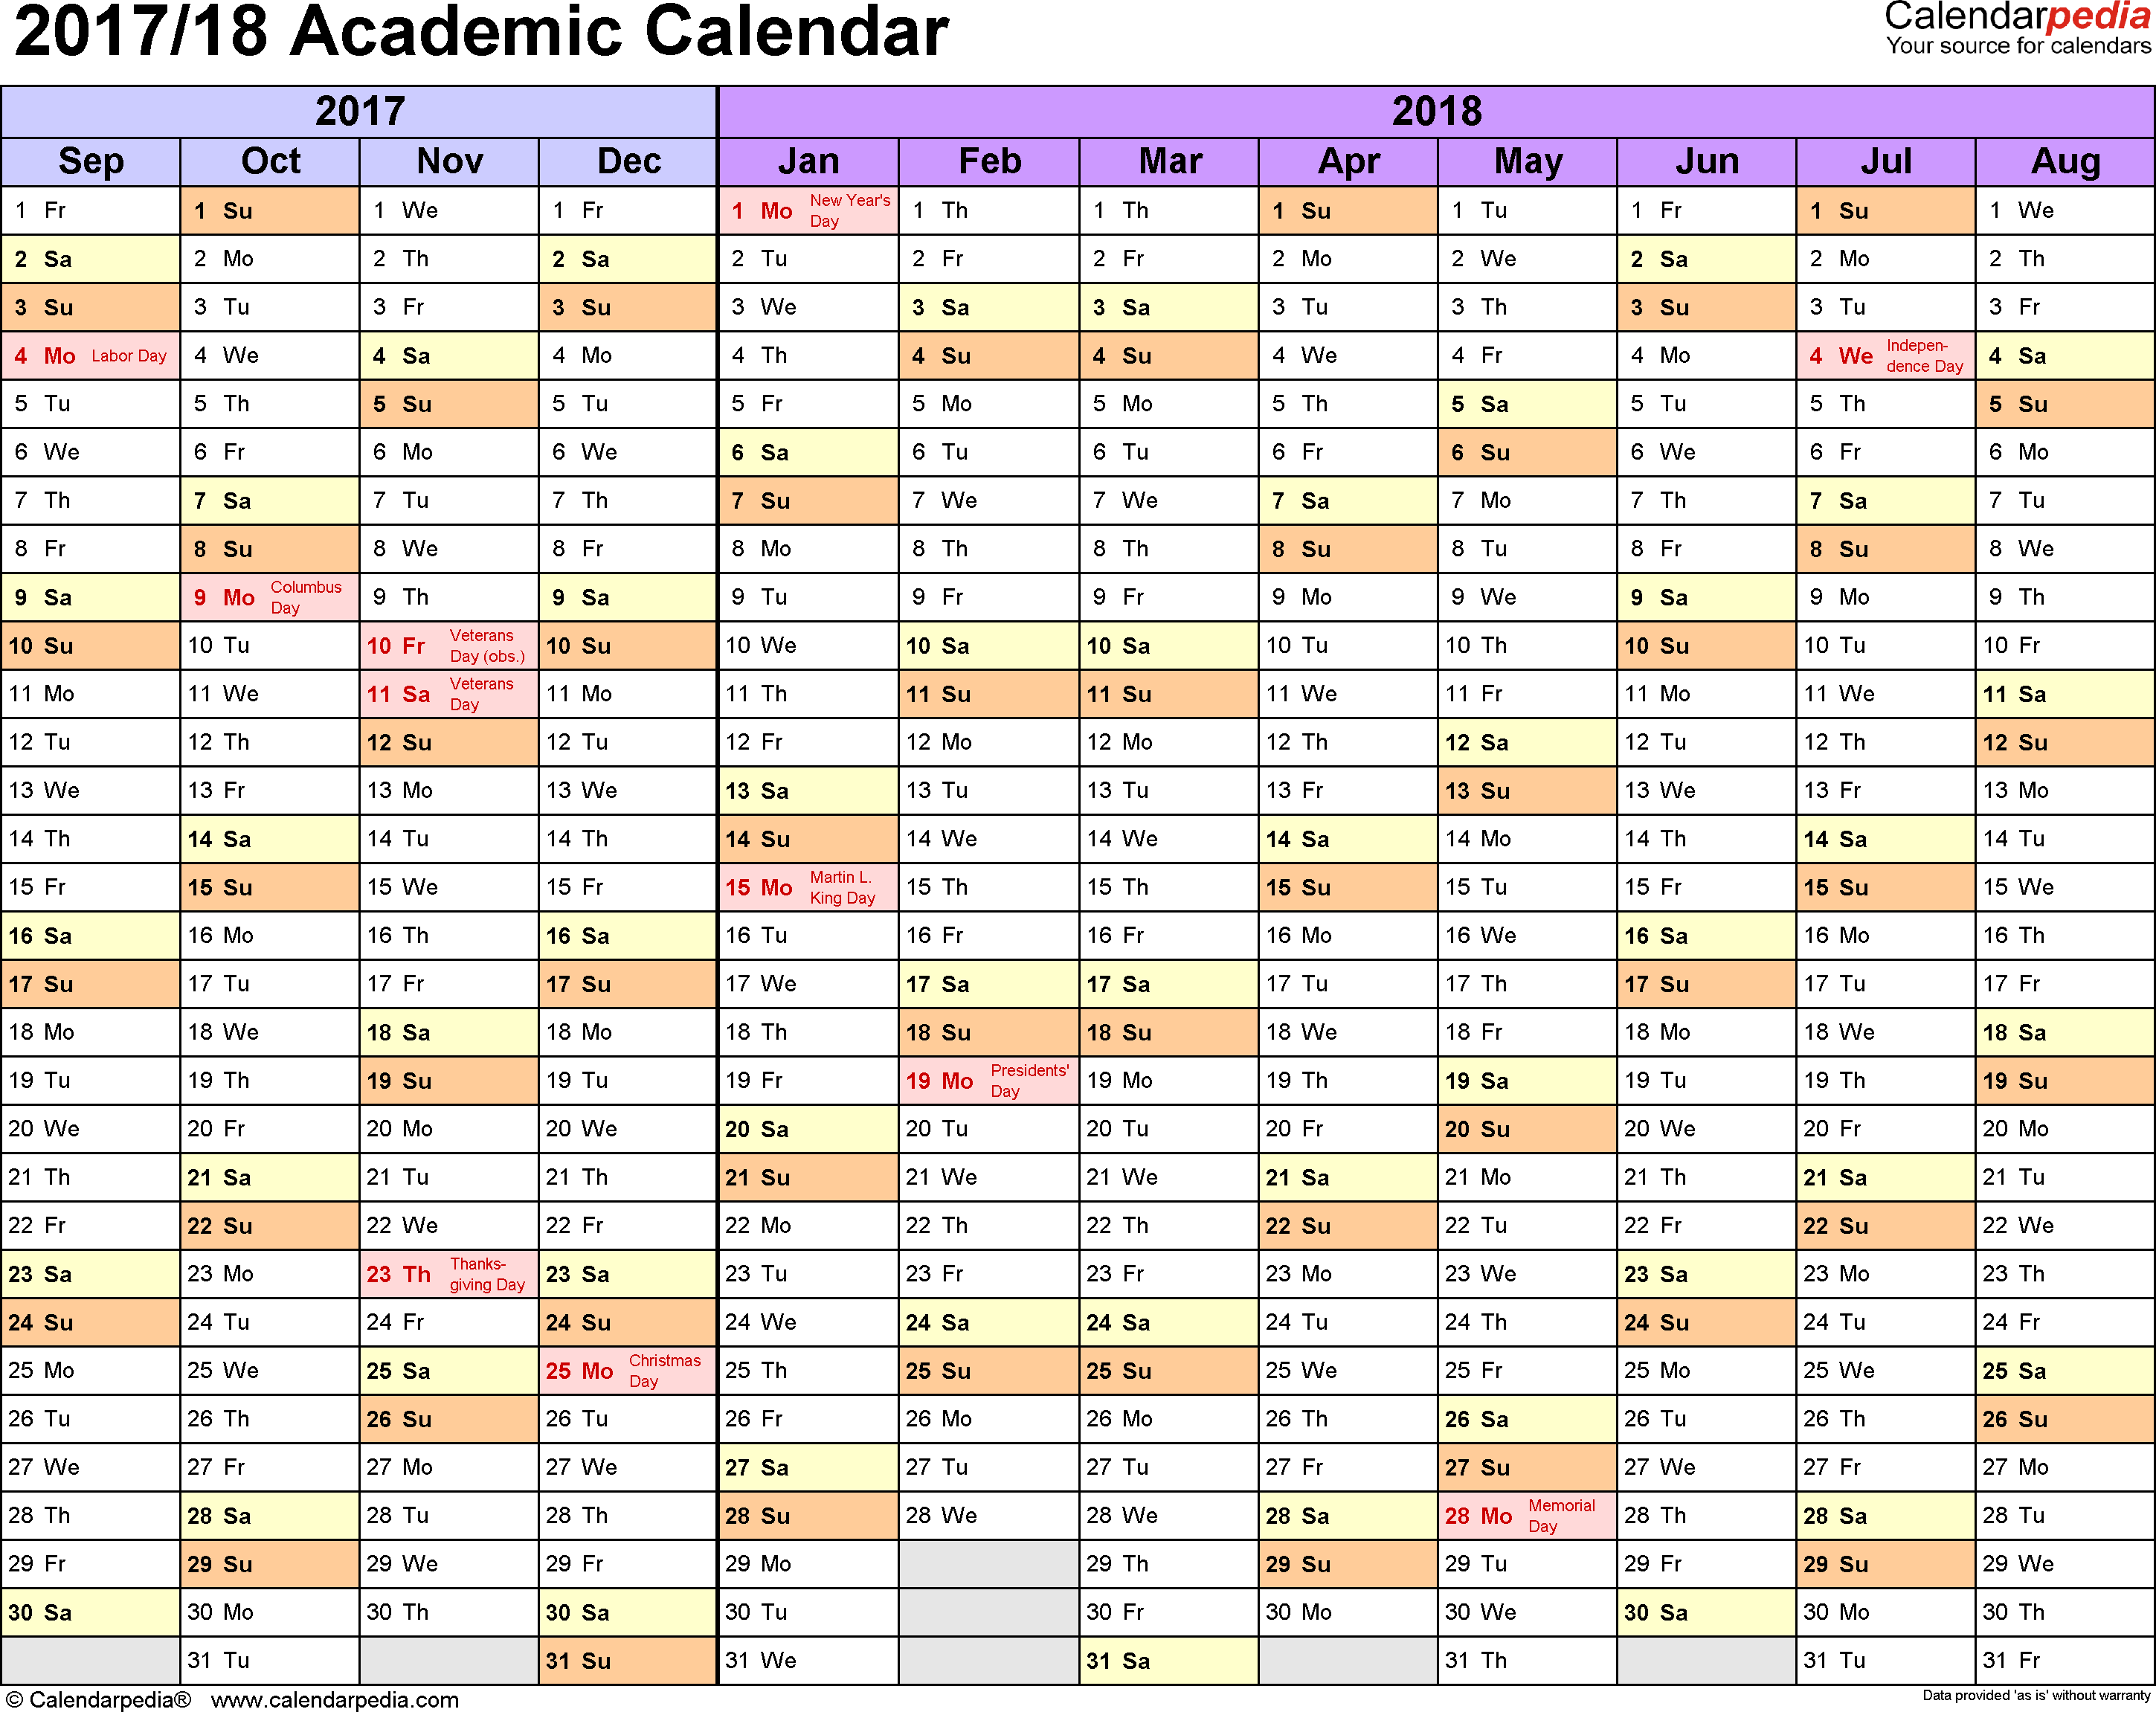 2017/18 Academic Calendar
Calendarpedia
Your source for calendars
2017 2018
Sep Oct Nov Dec Jan Feb Mar Apr May Jun Jul Aug
1 Fr 1 Su 1 We 1 Fr 1 Mo New Year's Day 1 Th 1 Th 1 Su 1 Tu 1 Fr 1 Su 1 We
2 Sa 2 Mo 2 Th 2 Sa 2 Tu 2 Fr 2 Fr 2 Mo 2 We 2 Sa 2 Mo 2 Th
3 Su 3 Tu 3 Fr 3 Su 3 We 3 Sa 3 Sa 3 Tu 3 Th 3 Su 3 Tu 3 Fr
4 Mo Labor Day 4 We 4 Sa 4 Mo 4 Th 4 Su 4 Su 4 We 4 Fr 4 Mo 4 We Indepen- dence Day 4 Sa
5 Tu 5 Th 5 Su 5 Tu 5 Fr 5 Mo 5 Mo 5 Th 5 Sa 5 Tu 5 Th 5 Su
6 We 6 Fr 6 Mo 6 We 6 Sa 6 Tu 6 Tu 6 Fr 6 Su 6 We 6 Fr 6 Mo
7 Th 7 Sa 7 Tu 7 Th 7 Su 7 We 7 We 7 Sa 7 Mo 7 Th 7 Sa 7 Tu
8 Fr 8 Su 8 We 8 Fr 8 Mo 8 Th 8 Th 8 Su 8 Tu 8 Fr 8 Su 8 We
9 Sa 9 Mo Columbus Day 9 Th 9 Sa 9 Tu 9 Fr 9 Fr 9 Mo 9 We 9 Sa 9 Mo 9 Th
10 Su 10 Tu 10 Fr Veterans Day (obs.) 10 Su 10 We 10 Sa 10 Sa 10 Tu 10 Th 10 Su 10 Tu 10 Fr
11 Mo 11 We 11 Sa Veterans Day 11 Mo 11 Th 11 Su 11 Su 11 We 11 Fr 11 Mo 11 We 11 Sa
12 Tu 12 Th 12 Su 12 Tu 12 Fr 12 Mo 12 Mo 12 Th 12 Sa 12 Tu 12 Th 12 Su
13 We 13 Fr 13 Mo 13 We 13 Sa 13 Tu 13 Tu 13 Fr 13 Su 13 We 13 Fr 13 Mo
14 Th 14 Sa 14 Tu 14 Th 14 Su 14 We 14 We 14 Sa 14 Mo 14 Th 14 Sa 14 Tu
15 Fr 15 Su 15 We 15 Fr 15 Mo Martin L. King Day 15 Th 15 Th 15 Su 15 Tu 15 Fr 15 Su 15 We
16 Sa 16 Mo 16 Th 16 Sa 16 Tu 16 Fr 16 Fr 16 Mo 16 We 16 Sa 16 Mo 16 Th
17 Su 17 Tu 17 Fr 17 Su 17 We 17 Sa 17 Sa 17 Tu 17 Th 17 Su 17 Tu 17 Fr
18 Mo 18 We 18 Sa 18 Mo 18 Th 18 Su 18 Su 18 We 18 Fr 18 Mo 18 We 18 Sa
19 Tu 19 Th 19 Su 19 Tu 19 Fr 19 Mo Presidents' Day 19 Mo 19 Th 19 Sa 19 Tu 19 Th 19 Su
20 We 20 Fr 20 Mo 20 We 20 Sa 20 Tu 20 Tu 20 Fr 20 Su 20 We 20 Fr 20 Mo
21 Th 21 Sa 21 Tu 21 Th 21 Su 21 We 21 We 21 Sa 21 Mo 21 Th 21 Sa 21 Tu
22 Fr 22 Su 22 We 22 Fr 22 Mo 22 Th 22 Th 22 Su 22 Tu 22 Fr 22 Su 22 We
23 Sa 23 Mo 23 Th Thanks- giving Day 23 Sa 23 Tu 23 Fr 23 Fr 23 Mo 23 We 23 Sa 23 Mo 23 Th
24 Su 24 Tu 24 Fr 24 Su 24 We 24 Sa 24 Sa 24 Tu 24 Th 24 Su 24 Tu 24 Fr
25 Mo 25 We 25 Sa 25 Mo Christmas Day 25 Th 25 Su 25 Su 25 We 25 Fr 25 Mo 25 We 25 Sa
26 Tu 26 Th 26 Su 26 Tu 26 Fr 26 Mo 26 Mo 26 Th 26 Sa 26 Tu 26 Th 26 Su
27 We 27 Fr 27 Mo 27 We 27 Sa 27 Tu 27 Tu 27 Fr 27 Su 27 We 27 Fr 27 Mo
28 Th 28 Sa 28 Tu 28 Th 28 Su 28 We 28 We 28 Sa 28 Mo Memorial Day 28 Th 28 Sa 28 Tu
29 Fr 29 Su 29 We 29 Fr 29 Mo 29 Th 29 Su 29 Tu 29 Fr 29 Su 29 We
30 Sa 30 Mo 30 Th 30 Sa 30 Tu 30 Fr 30 Mo 30 We 30 Sa 30 Mo 30 Th
31 Tu 31 Su 31 We 31 Sa 31 Th 31 Tu 31 Fr
© Calendarpedia® www.calendarpedia.com
Data provided 'as is' without warranty